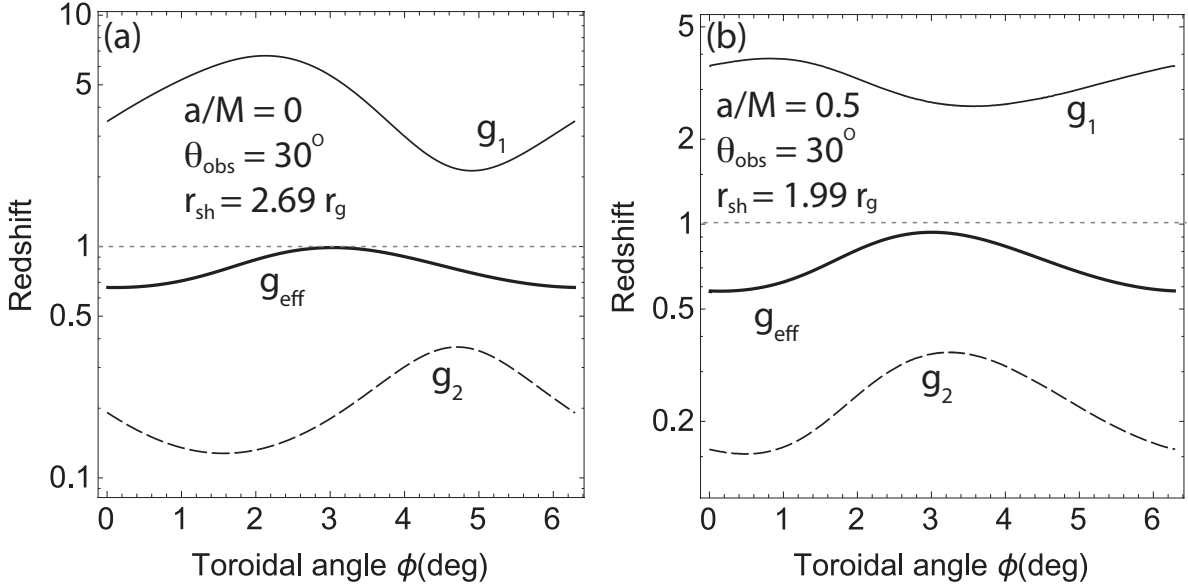 (a)
10
5
1
0.5
0.1
Redshift
a/M = 0
θobs = 30°
rsh = 2.69 rg
g1
geff
g2
0 1 2 3 4 5 6
Toroidal angle ϕ(deg)
(b)
5
2
1
0.5
0.2
Redshift
a/M = 0.5
θobs = 30°
rsh = 1.99 rg
g1
geff
g2
0 1 2 3 4 5 6
Toroidal angle ϕ(deg)